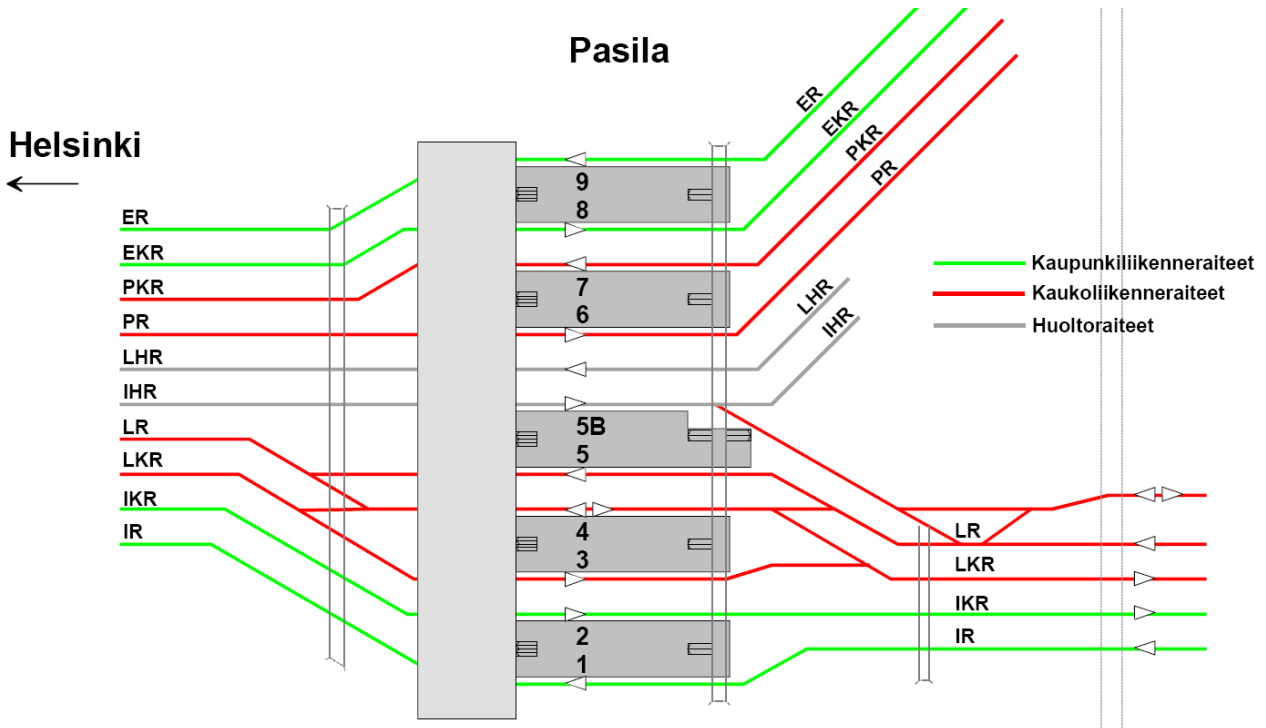 Pasila
Helsinki
ER
EKR
PKR
PR
LHR
IHR
LR
LKR
IKR
IR
9
8
7
6
5B
5
4
3
2
1
ER
EKR
PKR
PR
LHR
IHR
LR
LKR
IKR
IR
Kaupunkiliikenneraiteet
Kaukoliikenneraiteet
Huoltoraiteet